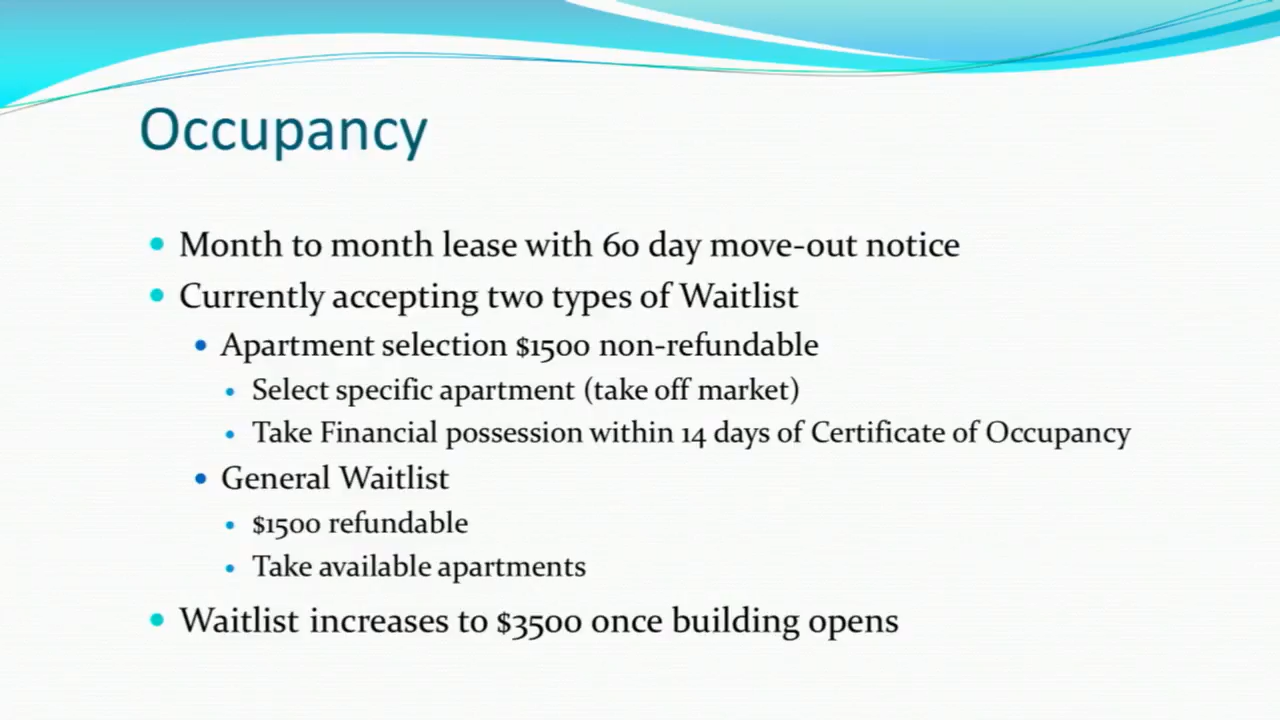 Occupancy
Month to month lease with 60 day move-out notice
Currently accepting two types of Waitlist
Apartment selection $1500 non-refundable
Select specific apartment (take off market)
Take Financial possession within 14 days of Certificate of Occupancy
General Waitlist
$1500 refundable
Take available apartments
Waitlist increases to $3500 once building opens